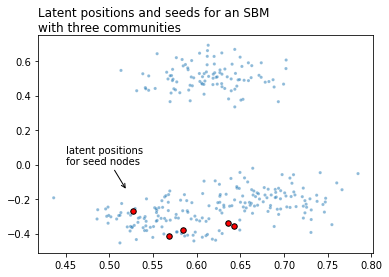 Latent positions and seeds for an SBM
with three communities
0.6
0.4
0.2
0.0
−0.2
−0.4
latent positions
for seed nodes
0.45 0.50 0.55 0.60 0.65 0.70 0.75 0.80